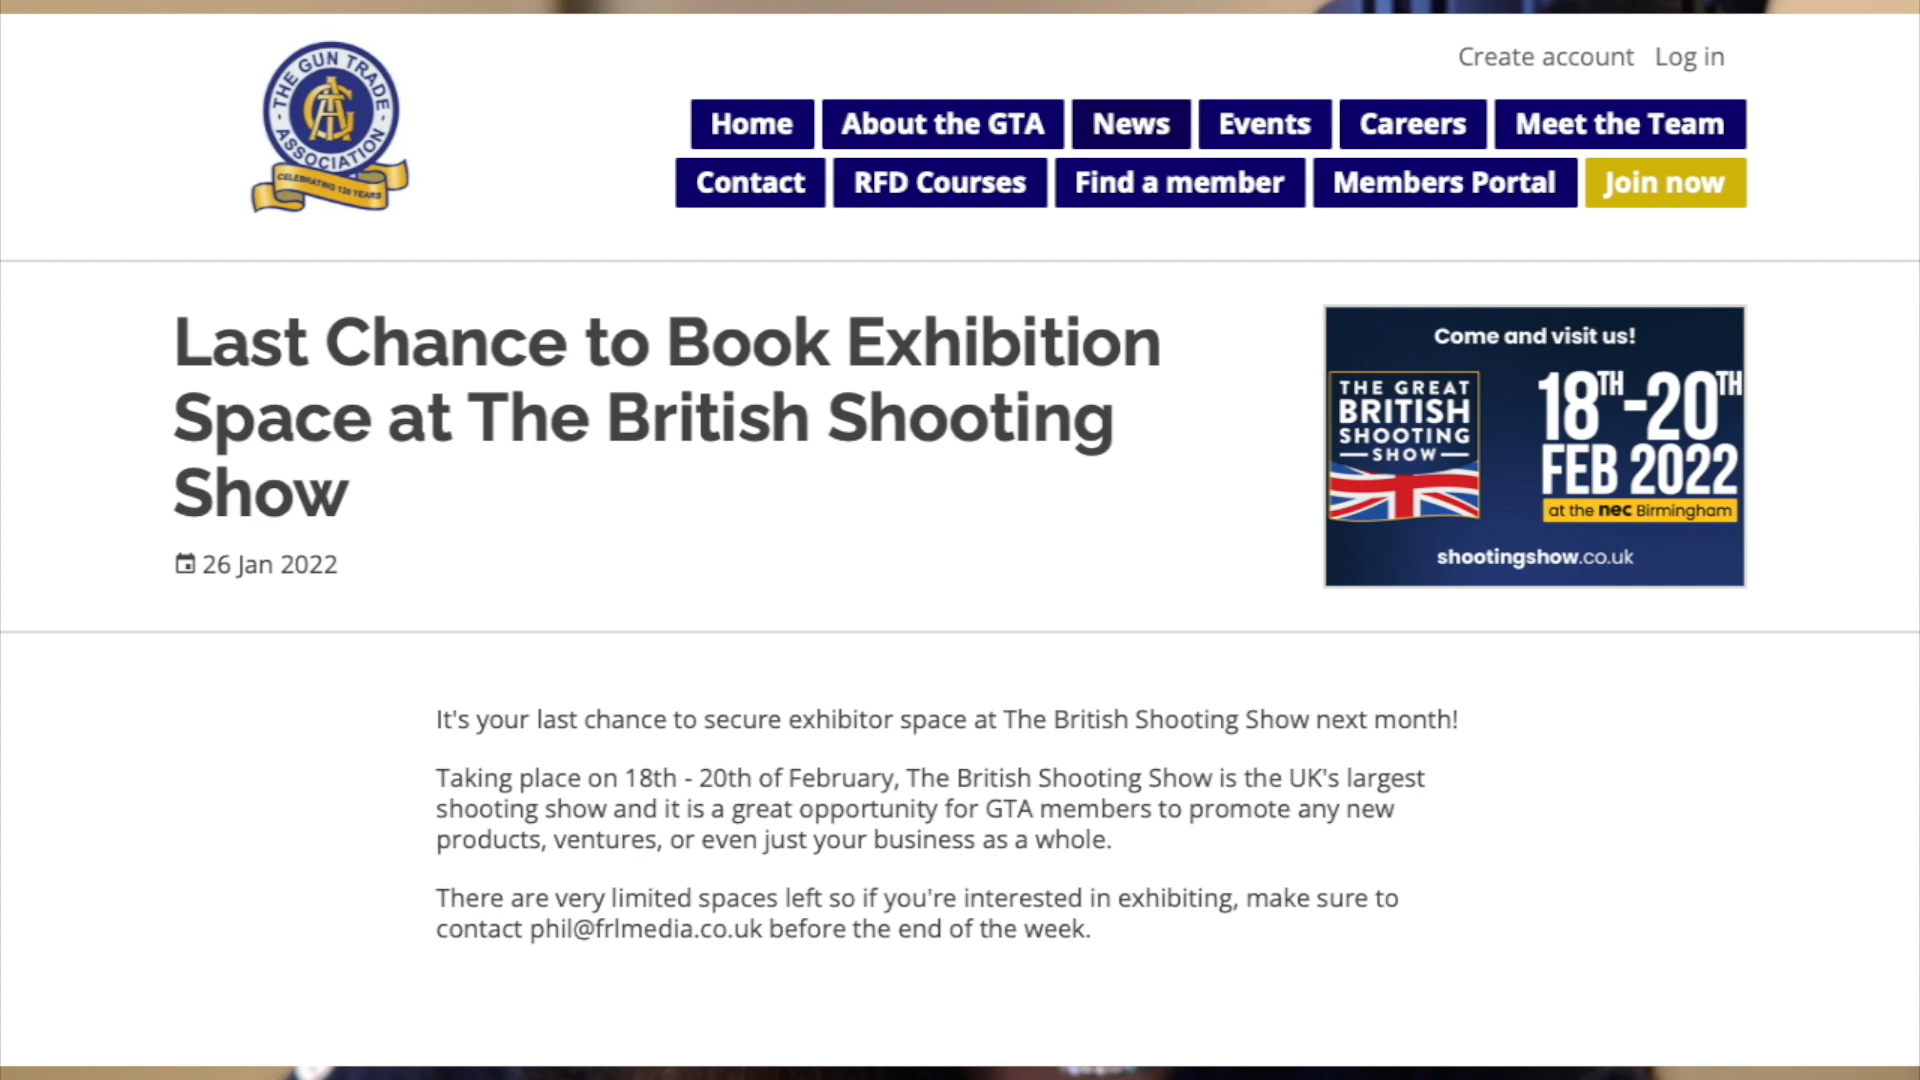 THE GUN TRADE
ASSOCIATION
CELEBRATING 130 YEARS
Create account Log in
Home About the GTA News Events Careers Meet the Team
Contact RFD Courses Find a member Members Portal Join now
Last Chance to Book Exhibition
Space at The British Shooting
Show
26 Jan 2022
Come and visit us!
THE GREAT
BRITISH
SHOOTING
SHOW
18TH-20TH
FEB 2022
at the nec Birmingham
shootingshow.co.uk
It's your last chance to secure exhibitor space at The British Shooting Show next month!
Taking place on 18th - 20th of February, The British Shooting Show is the UK's largest
shooting show and it is a great opportunity for GTA members to promote any new
products, ventures, or even just your business as a whole.
There are very limited spaces left so if you're interested in exhibiting, make sure to
contact phil@frlmedia.co.uk before the end of the week.